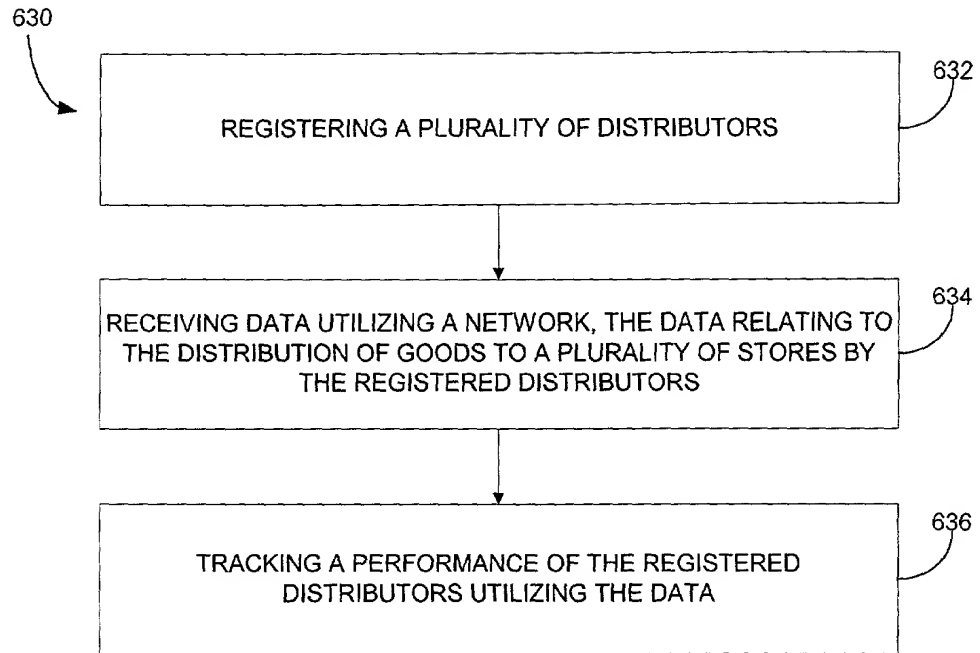 630
632
REGISTERING A PLURALITY OF DISTRIBUTORS
634
RECEIVING DATA UTILIZING A NETWORK, THE DATA RELATING TO
THE DISTRIBUTION OF GOODS TO A PLURALITY OF STORES BY
THE REGISTERED DISTRIBUTORS
636
TRACKING A PERFORMANCE OF THE REGISTERED
DISTRIBUTORS UTILIZING THE DATA